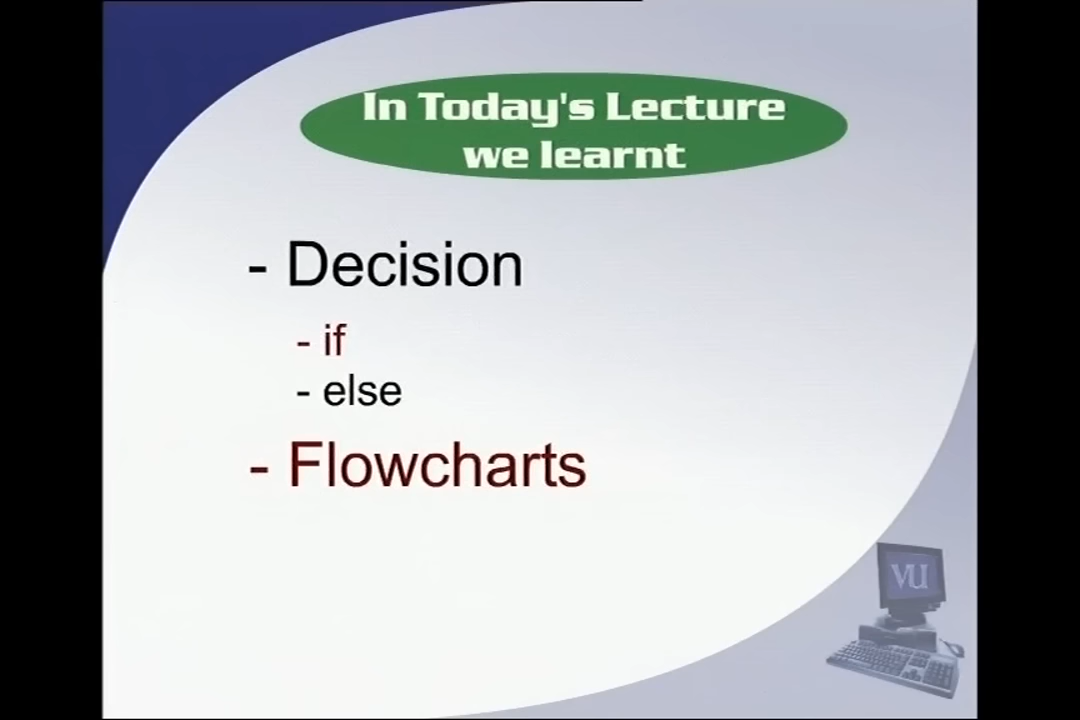 In Today's Lecture
we learnt
- Decision
- if
- else
- Flowcharts
VU